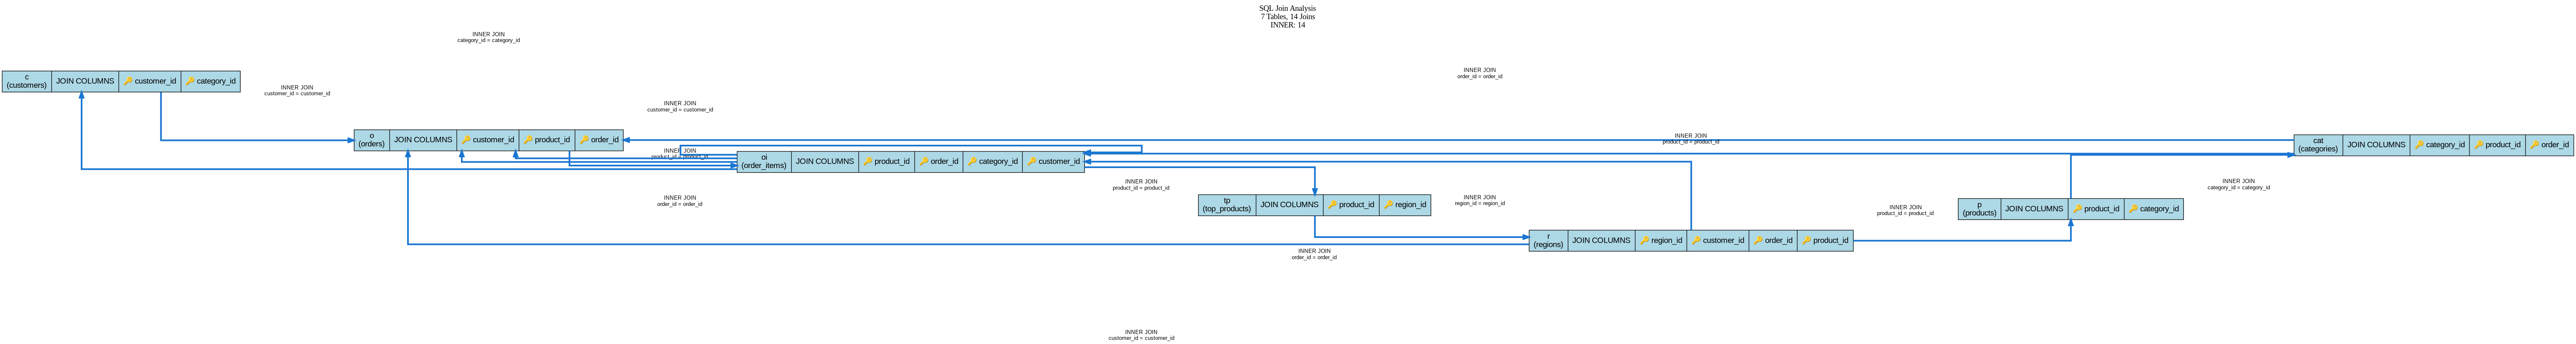 SQL Join Analysis
7 Tables, 14 Joins
INNER: 14
INNER JOIN
category_id = category_id
INNER JOIN
order_id = order_id
c
(customers)
JOIN COLUMNS
🔑 customer_id
🔑 category_id
INNER JOIN
customer_id = customer_id
INNER JOIN
customer_id = customer_id
o
(orders)
JOIN COLUMNS
🔑 customer_id
🔑 product_id
🔑 order_id
INNER JOIN
product_id = product_id
cat
(categories)
JOIN COLUMNS
🔑 category_id
🔑 product_id
🔑 order_id
INNER JOIN
product_id = product_id
oi
(order_items)
JOIN COLUMNS
🔑 product_id
🔑 order_id
🔑 category_id
🔑 customer_id
INNER JOIN
product_id = product_id
INNER JOIN
category_id = category_id
INNER JOIN
order_id = order_id
tp
(top_products)
JOIN COLUMNS
🔑 product_id
🔑 region_id
INNER JOIN
region_id = region_id
INNER JOIN
product_id = product_id
p
(products)
JOIN COLUMNS
🔑 product_id
🔑 category_id
r
(regions)
JOIN COLUMNS
🔑 region_id
🔑 customer_id
🔑 order_id
🔑 product_id
INNER JOIN
order_id = order_id
INNER JOIN
customer_id = customer_id